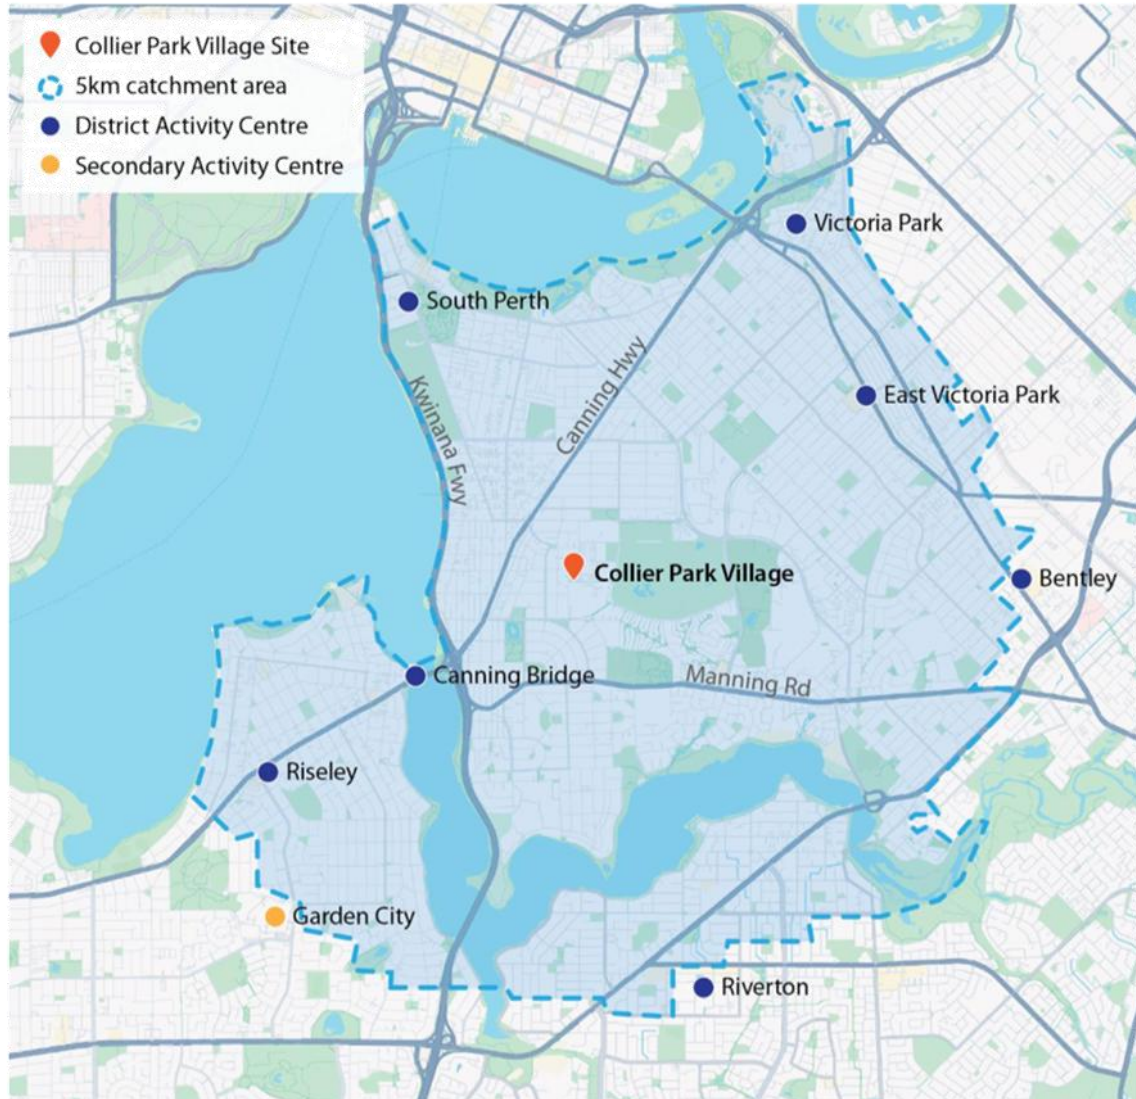 Collier Park Village Site
5km catchment area
District Activity Centre
Secondary Activity Centre
Victoria Park
South Perth
Canning Hwy
Kwinana Fwy
East Victoria Park
Collier Park Village
Bentley
Canning Bridge
Manning Rd
Riseley
Garden City
Riverton